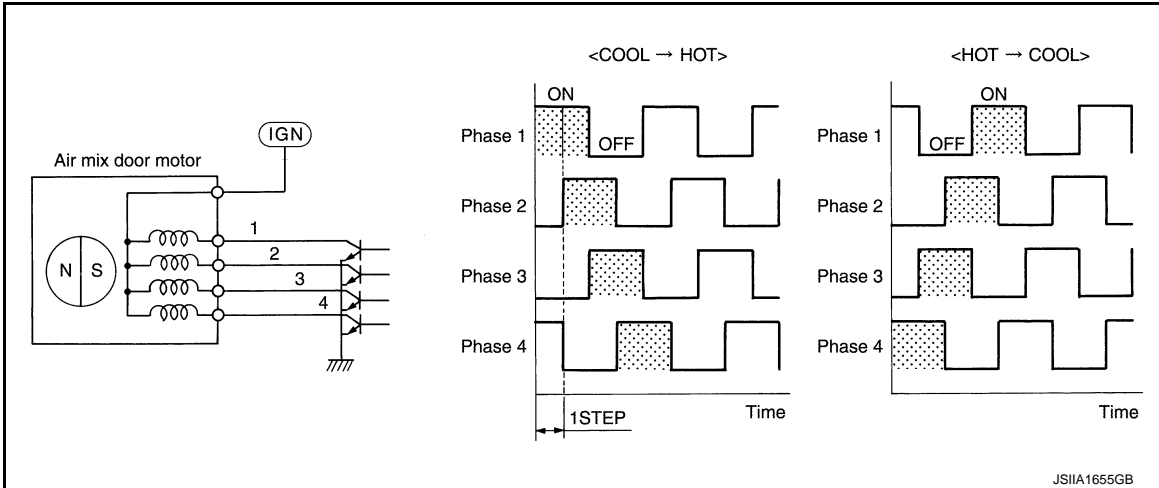 Air mix door motor
IGN
N S
1
2
3
4
<COOL → HOT>
ON
Phase 1
OFF
Phase 2
Phase 3
Phase 4
1STEP
Time
<HOT → COOL>
ON
Phase 1
OFF
Phase 2
Phase 3
Phase 4
Time
JSIIA1655GB